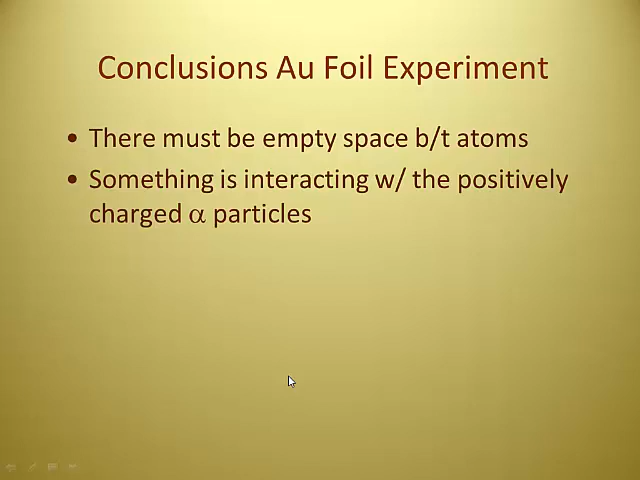 Conclusions Au Foil Experiment
• There must be empty space b/t atoms
• Something is interacting w/ the positively
charged α particles